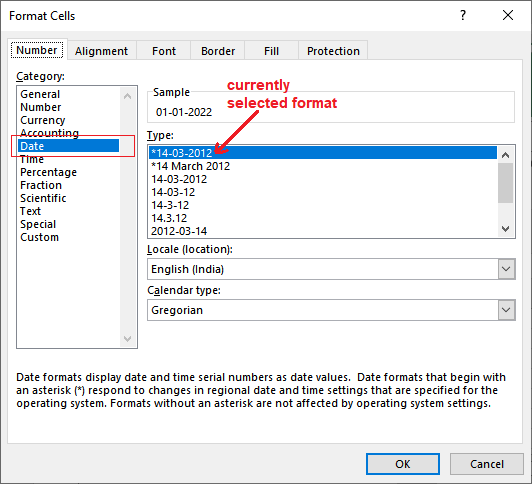 Format Cells
? ×
Number Alignment Font Border Fill Protection
Category:
General
Number
Currency
Accounting
Date
Time
Percentage
Fraction
Scientific
Text
Special
Custom
Sample
01-01-2022
currently
selected format
Type:
*14-03-2012
*14 March 2012
14-03-2012
14-03-12
14-3-12
14.3.12
2012-03-14
Locale (location):
English (India)
Calendar type:
Gregorian
Date formats display date and time serial numbers as date values.  Date formats that begin with
an asterisk (*) respond to changes in regional date and time settings that are specified for the
operating system. Formats without an asterisk are not affected by operating system settings.
OK Cancel